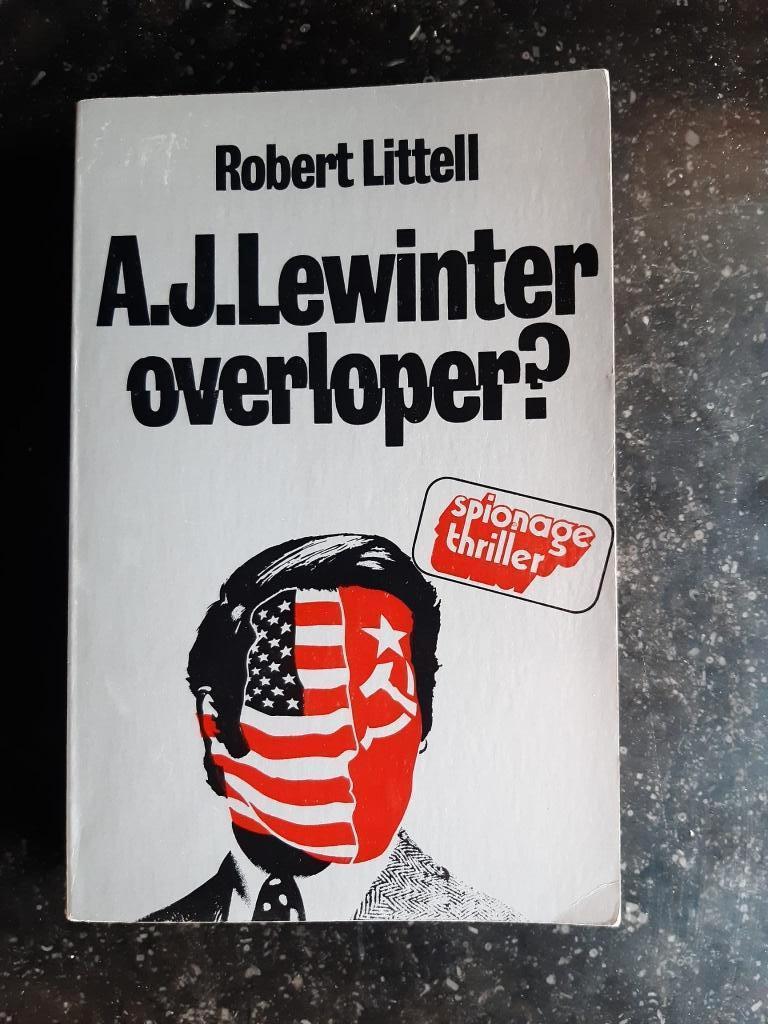 Robert Littell
A.J.Lewinter
overloper?
spionage
thriller